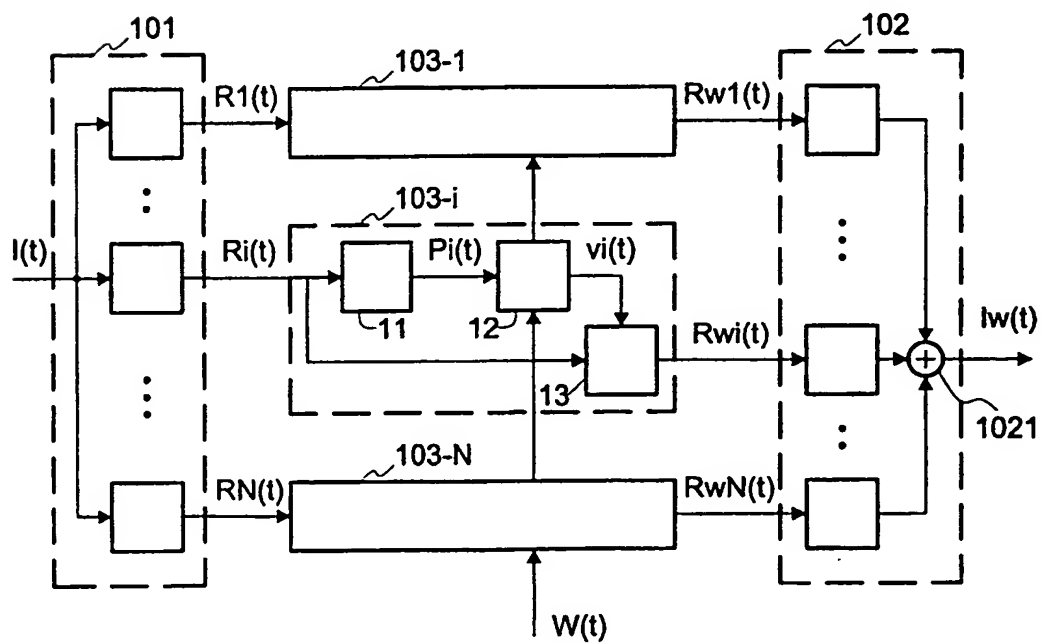 101
102
103-1
R1(t)
Rw1(t)
103-i
I(t)
Ri(t)
Pi(t)
vi(t)
11
12
Rwi(t)
Iw(t)
13
1021
103-N
RN(t)
RwN(t)
W(t)